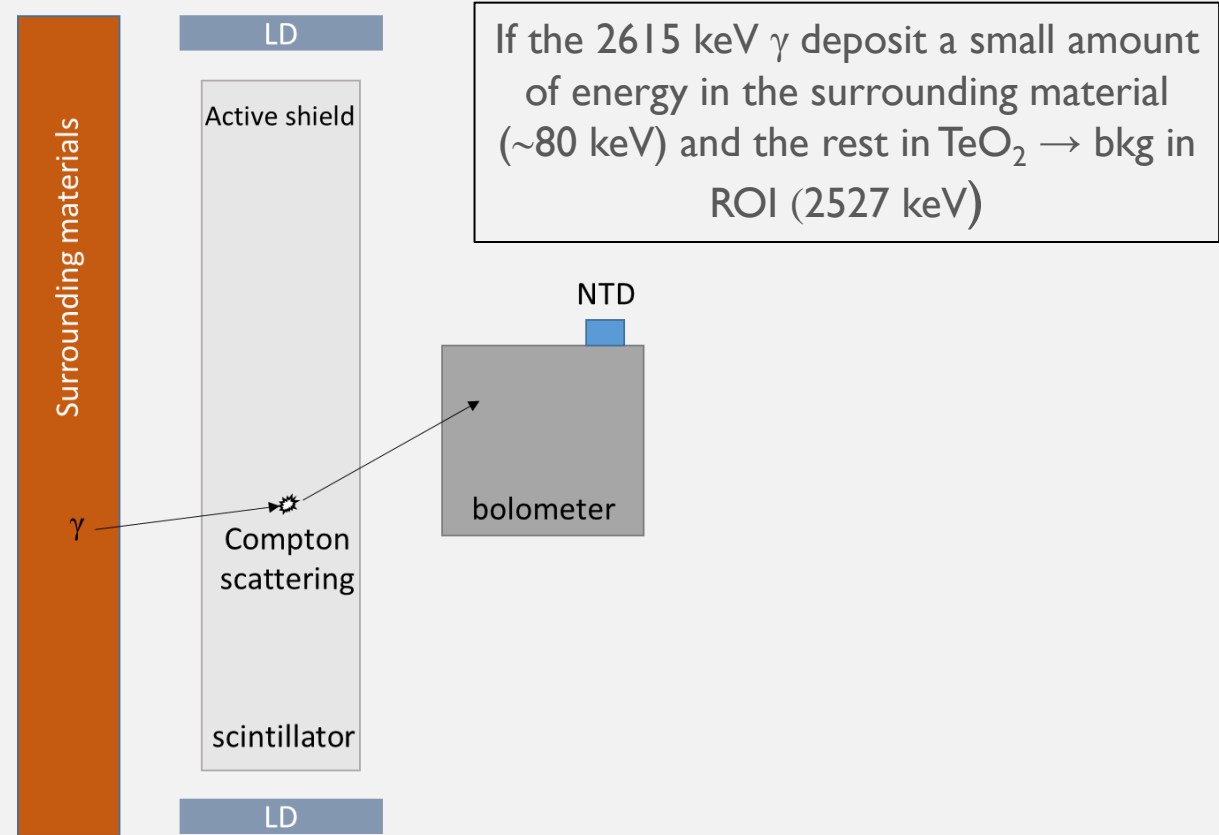 LD
If the 2615 keV γ deposit a small amount
of energy in the surrounding material
(~80 keV) and the rest in TeO₂ → bkg in
ROI (2527 keV)
Active shield
Surrounding materials
NTD
γ
Compton
scattering
bolometer
scintillator
LD